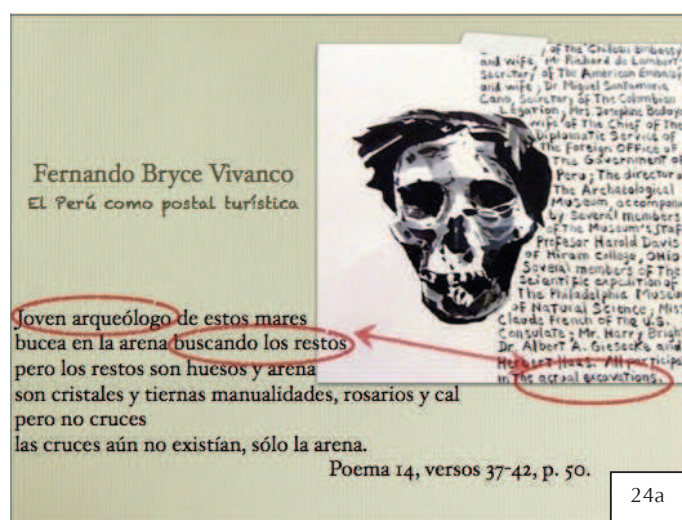 Fernando Bryce Vivanco
El Perú como postal turística
, of the Chilean Embassy
and wife, Mr Richard de Lambert,
Secretary of The American Embassy
and wife; Dr Miguel Santamaria
Cano, Secretary of The Colombian
Legation, Mrs. Josephine Bedoya
wife of The Chief of The
Diplomatic Service of
The Foreign Office of
The Government of
Peru; The director
The Archaeological
Museum,
by Several members
of The Museum's Staf
Profesor Harold Davis
of Hiram College, OHIO
Several members of The
Scientific expedition of
The Philadelphia Museum
of Natural Science; Miss
Claude French of The U.S.
Consulate; Mr. Harry Bright
Dr. Albert A. Giesecke and
Herbert Haas. All particip
in The actual excavations.
Joven arqueólogo de estos mares
bucea en la arena buscando los restos
pero los restos son huesos y arena
son cristales y tiernas manualidades, rosarios y cal
pero no cruces
las cruces aún no existían, sólo la arena.
Poema 14, versos 37-42, p. 50.
24a